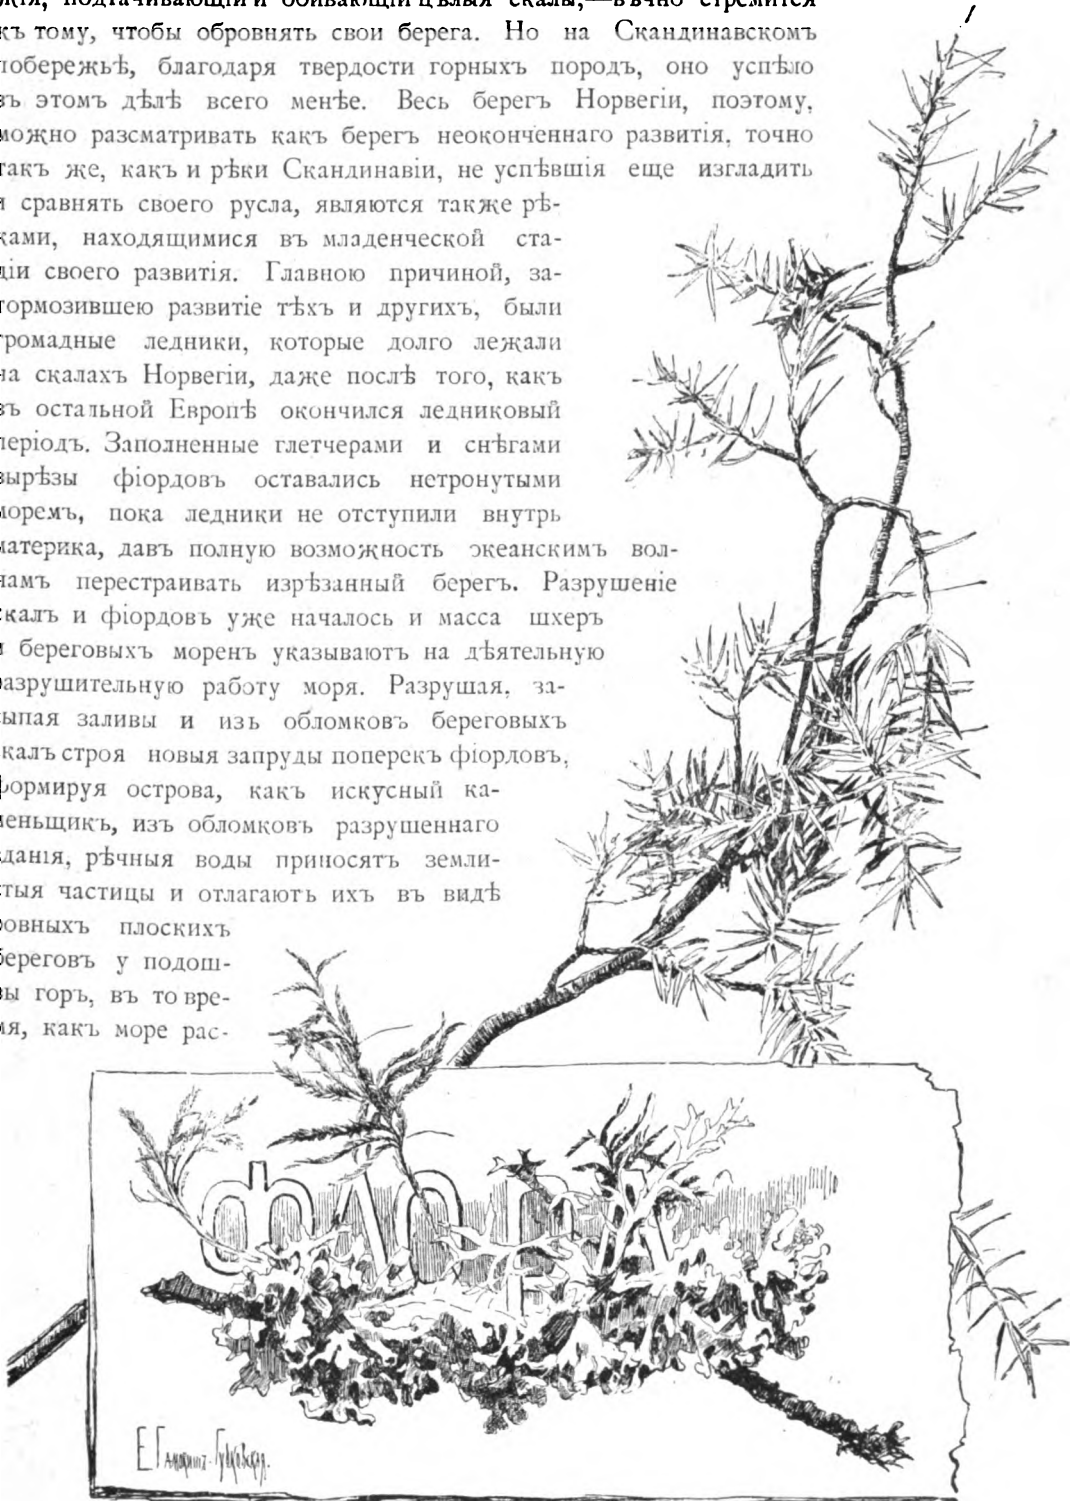 жія, подтачивающія и обивающія цѣлыя скалы,—вѣчно стремится
къ тому, чтобы обровнять свои берега. Но на Скандинавскомъ
побережьѣ, благодаря твердости горныхъ породъ, оно успѣло
въ этомъ дѣлѣ всего менѣе. Весь берегъ Норвегіи, поэтому,
можно разсматривать какъ берегъ неоконченнаго развитія, точно
такъ же, какъ и рѣки Скандинавіи, не успѣвшія еще изгладить
и сравнять своего русла, являются также рѣ-
ками, находящимися въ младенческой ста-
діи своего развитія. Главною причиной, за-
тормозившею развитіе тѣхъ и другихъ, были
громадные ледники, которые долго лежали
на скалахъ Норвегіи, даже послѣ того, какъ
въ остальной Европѣ окончился ледниковый
періодъ. Заполненные глетчерами и снѣгами
вырѣзы фіордовъ оставались нетронутыми
моремъ, пока ледники не отступили внутрь
материка, давъ полную возможность океанскимъ вол-
намъ перестраивать изрѣзанный берегъ. Разрушеніе
скалъ и фіордовъ уже началось и масса шхеръ
и береговыхъ моренъ указываютъ на дѣятельную
разрушительную работу моря. Разрушая, за-
сыпая заливы и изъ обломковъ береговыхъ
скалъ строя новыя запруды поперекъ фіордовъ,
формируя острова, какъ искусный ка-
меньщикъ, изъ обломковъ разрушеннаго
зданія, рѣчныя воды приносятъ земли-
стыя частицы и отлагаютъ ихъ въ видѣ
ровныхъ плоскихъ
береговъ у подош-
вы горъ, въ то вре-
мя, какъ море рас-
ФЛОРА
Е.